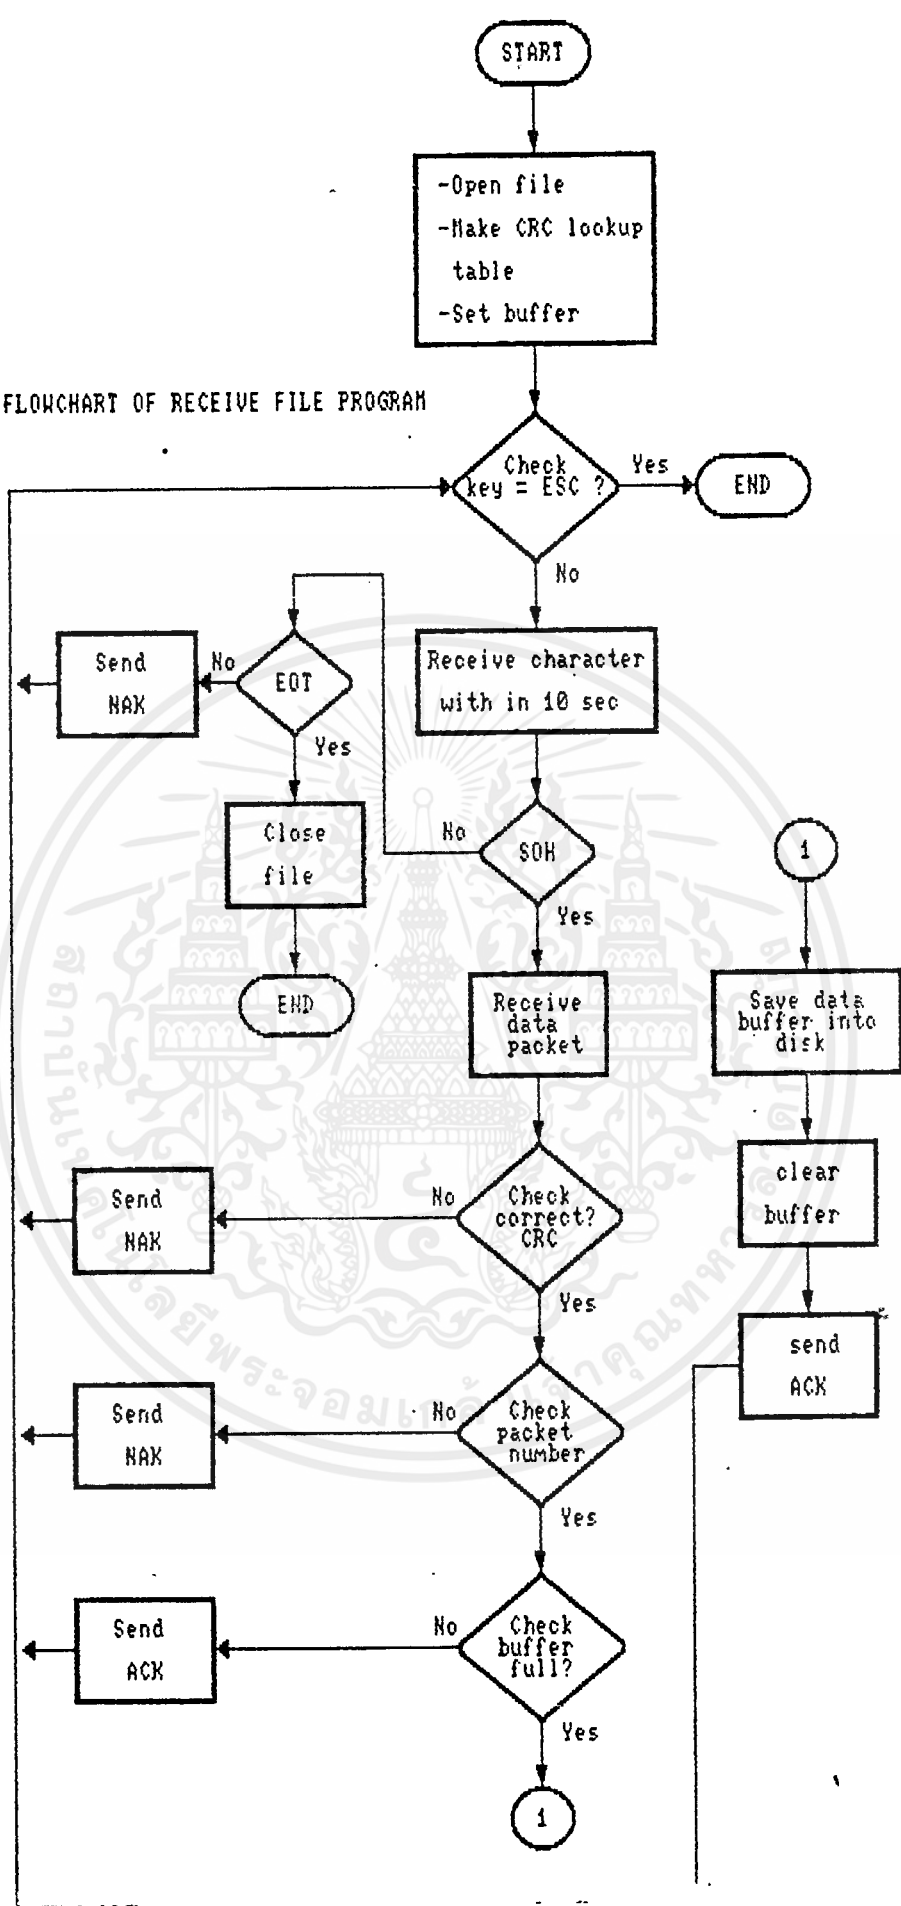 START
-Open file
-Make CRC lookup
table
-Set buffer
FLOWCHART OF RECEIVE FILE PROGRAM
Check
key = ESC ?
Yes
END
No
Receive character
with in 10 sec
EOT
No
Send
NAK
Yes
Close
file
END
SOH
No
Yes
Receive
data
packet
Check
correct?
CRC
No
Send
NAK
Yes
Check
packet
number
No
Send
NAK
Yes
Check
buffer
full?
No
Send
ACK
Yes
1
1
Save data
buffer into
disk
clear
buffer
send
ACK